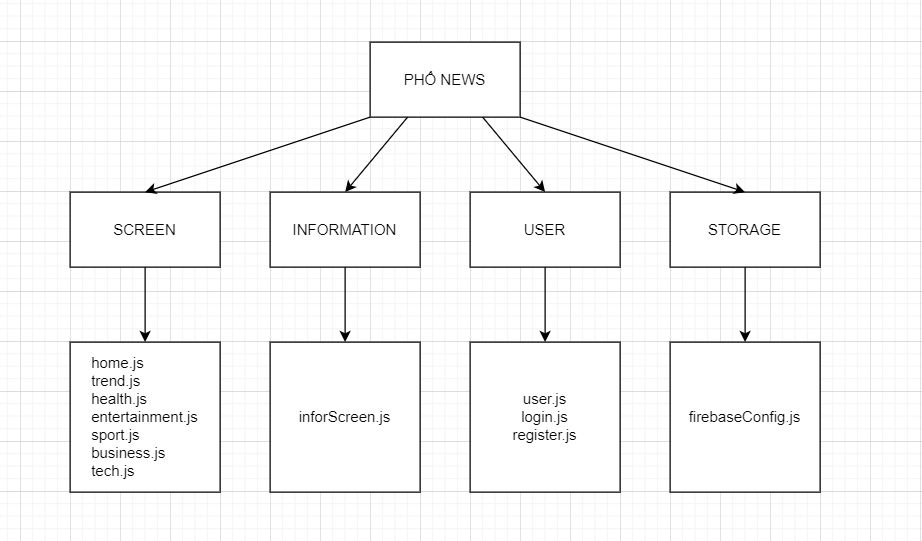 PHỐ NEWS
SCREEN
INFORMATION
USER
STORAGE
home.js
trend.js
health.js
entertainment.js
sport.js
business.js
tech.js
inforScreen.js
user.js
login.js
register.js
firebaseConfig.js